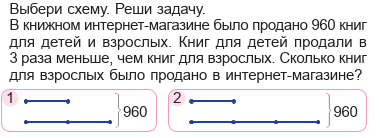 Выбери схему. Реши задачу.
В книжном интернет-магазине было продано 960 книг
для детей и взрослых. Книг для детей продали в
3 раза меньше, чем книг для взрослых. Сколько книг
для взрослых было продано в интернет-магазине?
1 960 2 960